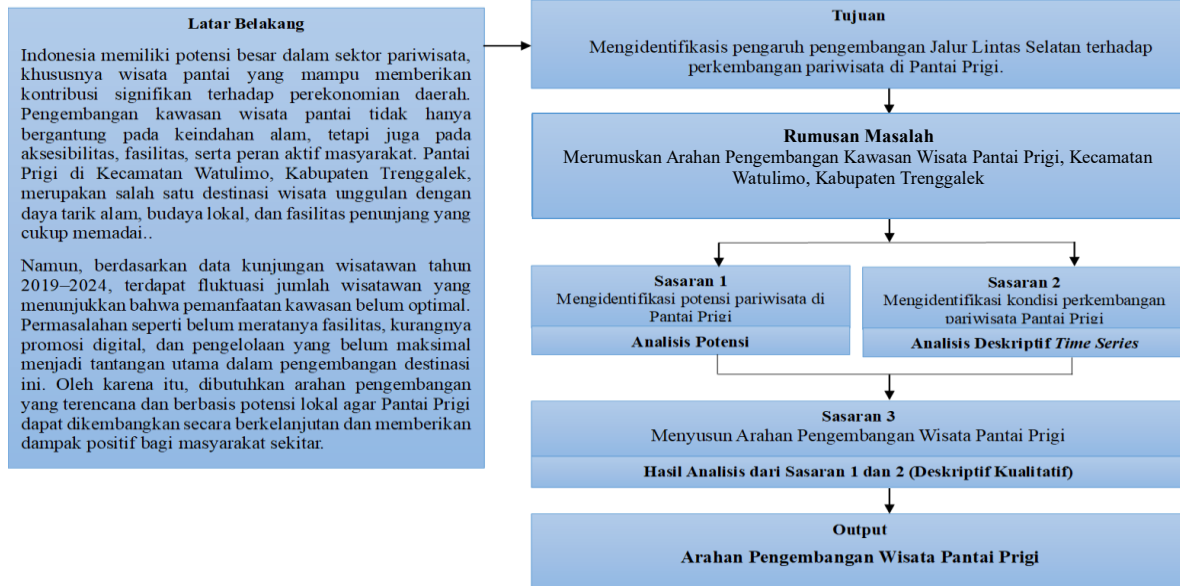 Latar Belakang
Indonesia memiliki potensi besar dalam sektor pariwisata,
khususnya wisata pantai yang mampu memberikan
kontribusi signifikan terhadap perekonomian daerah.
Pengembangan kawasan wisata pantai tidak hanya
bergantung pada keindahan alam, tetapi juga pada
aksesibilitas, fasilitas, serta peran aktif masyarakat. Pantai
Prigi di Kecamatan Watulimo, Kabupaten Trenggalek,
merupakan salah satu destinasi wisata unggulan dengan
daya tarik alam, budaya lokal, dan fasilitas penunjang yang
cukup memadai..
Namun, berdasarkan data kunjungan wisatawan tahun
2019–2024, terdapat fluktuasi jumlah wisatawan yang
menunjukkan bahwa pemanfaatan kawasan belum optimal.
Permasalahan seperti belum meratanya fasilitas, kurangnya
promosi digital, dan pengelolaan yang belum maksimal
menjadi tantangan utama dalam pengembangan destinasi
ini. Oleh karena itu, dibutuhkan arahan pengembangan
yang terencana dan berbasis potensi lokal agar Pantai Prigi
dapat dikembangkan secara berkelanjutan dan memberikan
dampak positif bagi masyarakat sekitar.
Tujuan
Mengidentifikasis pengaruh pengembangan Jalur Lintas Selatan terhadap
perkembangan pariwisata di Pantai Prigi.
Rumusan Masalah
Merumuskan Arahan Pengembangan Kawasan Wisata Pantai Prigi, Kecamatan
Watulimo, Kabupaten Trenggalek
Sasaran 1
Mengidentifikasi potensi pariwisata di
Pantai Prigi
Analisis Potensi
Sasaran 2
Mengidentifikasi kondisi perkembangan
pariwisata Pantai Prigi
Analisis Deskriptif Time Series
Sasaran 3
Menyusun Arahan Pengembangan Wisata Pantai Prigi
Hasil Analisis dari Sasaran 1 dan 2 (Deskriptif Kualitatif)
Output
Arahan Pengembangan Wisata Pantai Prigi